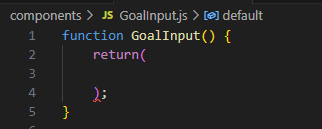 components > JS GoalInput.js > default
1 function GoalInput() {
2 return(
3
4 );
5 }